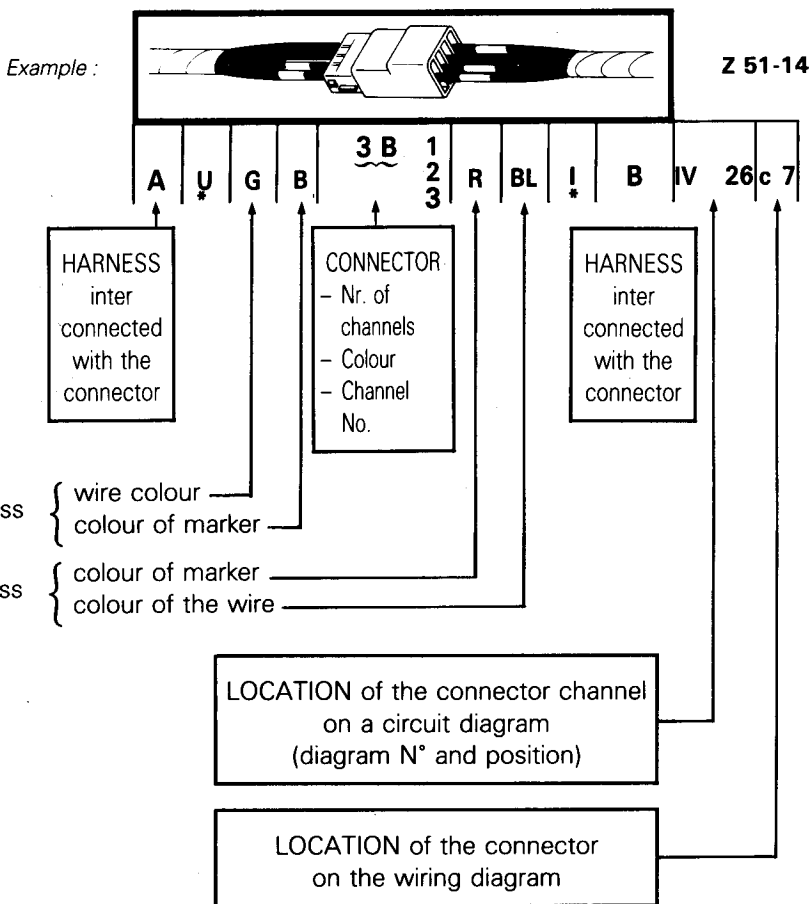 Example :
Z 51-14
A U G B 3 B 1 R BL I B IV 26 c 7
* 2 *
3
HARNESS
inter
connected
with the
connector
CONNECTOR
– Nr. of
channels
– Colour
– Channel
No.
HARNESS
inter
connected
with the
connector
ss { wire colour
colour of marker
ss { colour of marker
colour of the wire
LOCATION of the connector channel
on a circuit diagram
(diagram N° and position)
LOCATION of the connector
on the wiring diagram